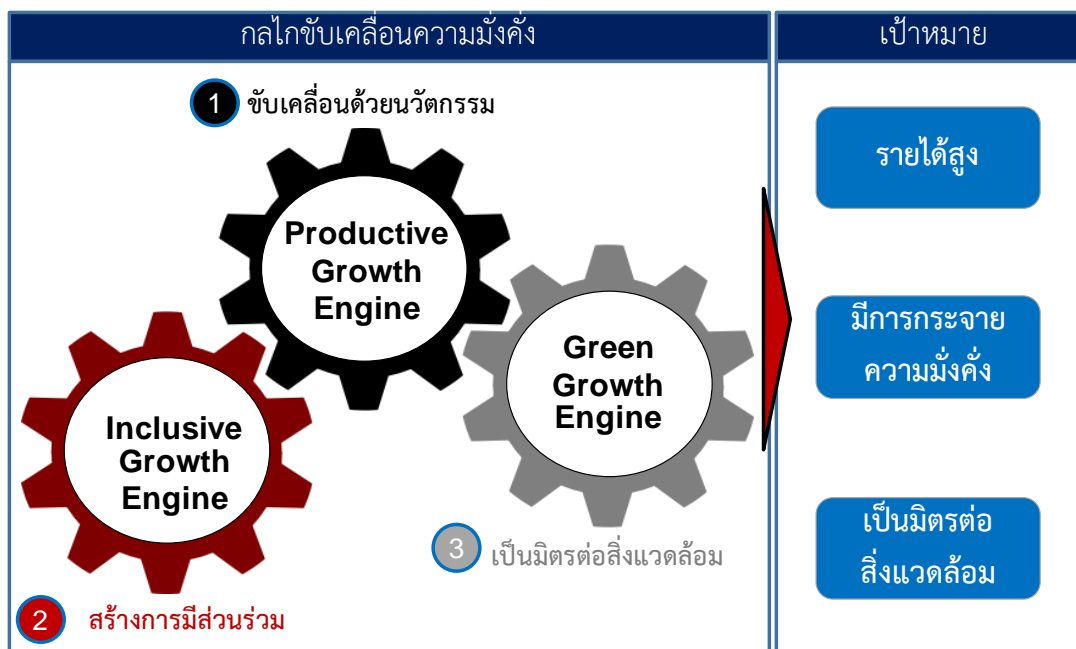 กลไกขับเคลื่อนความมั่งคั่ง
เป้าหมาย
1 ขับเคลื่อนด้วยนวัตกรรม
Productive
Growth
Engine
Green
Growth
Engine
Inclusive
Growth
Engine
3 เป็นมิตรต่อสิ่งแวดล้อม
2 สร้างการมีส่วนร่วม
รายได้สูง
มีการกระจาย
ความมั่งคั่ง
เป็นมิตรต่อ
สิ่งแวดล้อม